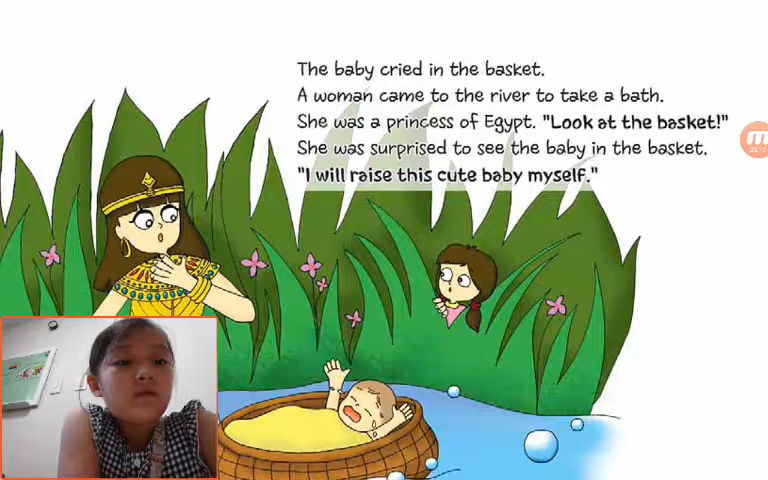 The baby cried in the basket.
A woman came to the river to take a bath.
She was a princess of Egypt. "Look at the basket!"
She was surprised to see the baby in the basket.
"I will raise this cute baby myself."